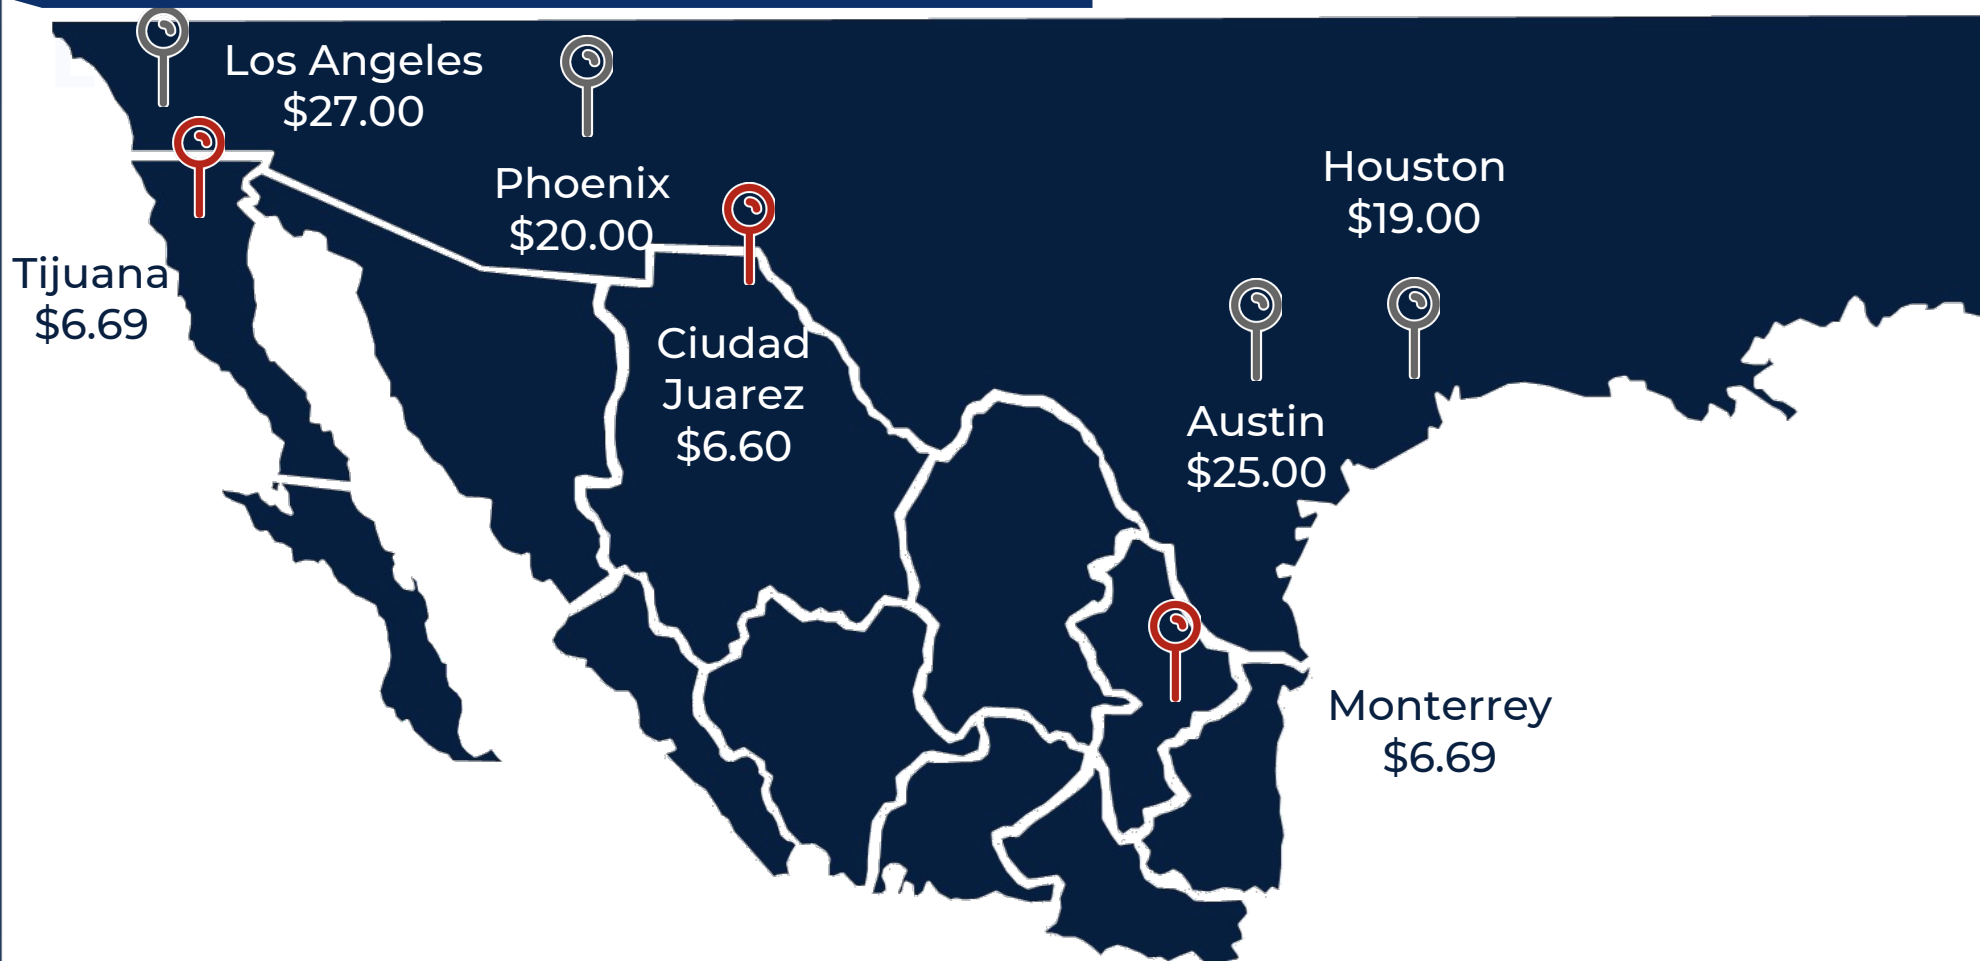 Los Angeles
$27.00
Phoenix
$20.00
Houston
$19.00
Tijuana
$6.69
Ciudad
Juarez
$6.60
Austin
$25.00
Monterrey
$6.69